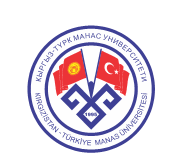 КЫРГЫЗ-ТҮРК МАНАС УНИВЕРСИТЕТИ
1995
KIRGIZİSTAN - TÜRKİYE MANAS ÜNİVERSİTESİ